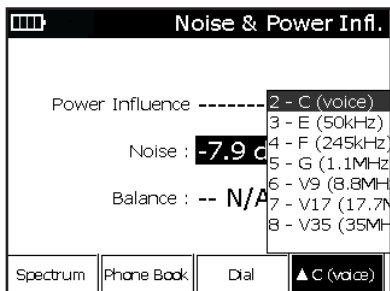 Noise & Power Infl.
Power Influence -------
Noise : -7.9 d
Balance : -- N/A
2 - C (voice)
3 - E (50kHz)
4 - F (245kHz)
5 - G (1.1MHz
6 - V9 (8.8MH
7 - V17 (17.7M
8 - V35 (35MH
Spectrum Phone Book Dial ▲C (voice)